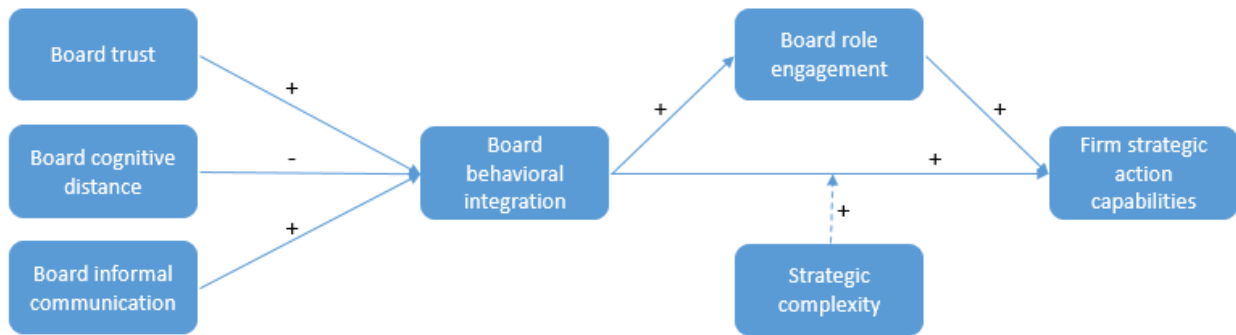 Board trust
+
Board cognitive
distance
-
Board informal
communication
+
Board
behavioral
integration
+
Board role
engagement
+
+
Strategic
complexity
+
Firm strategic
action
capabilities